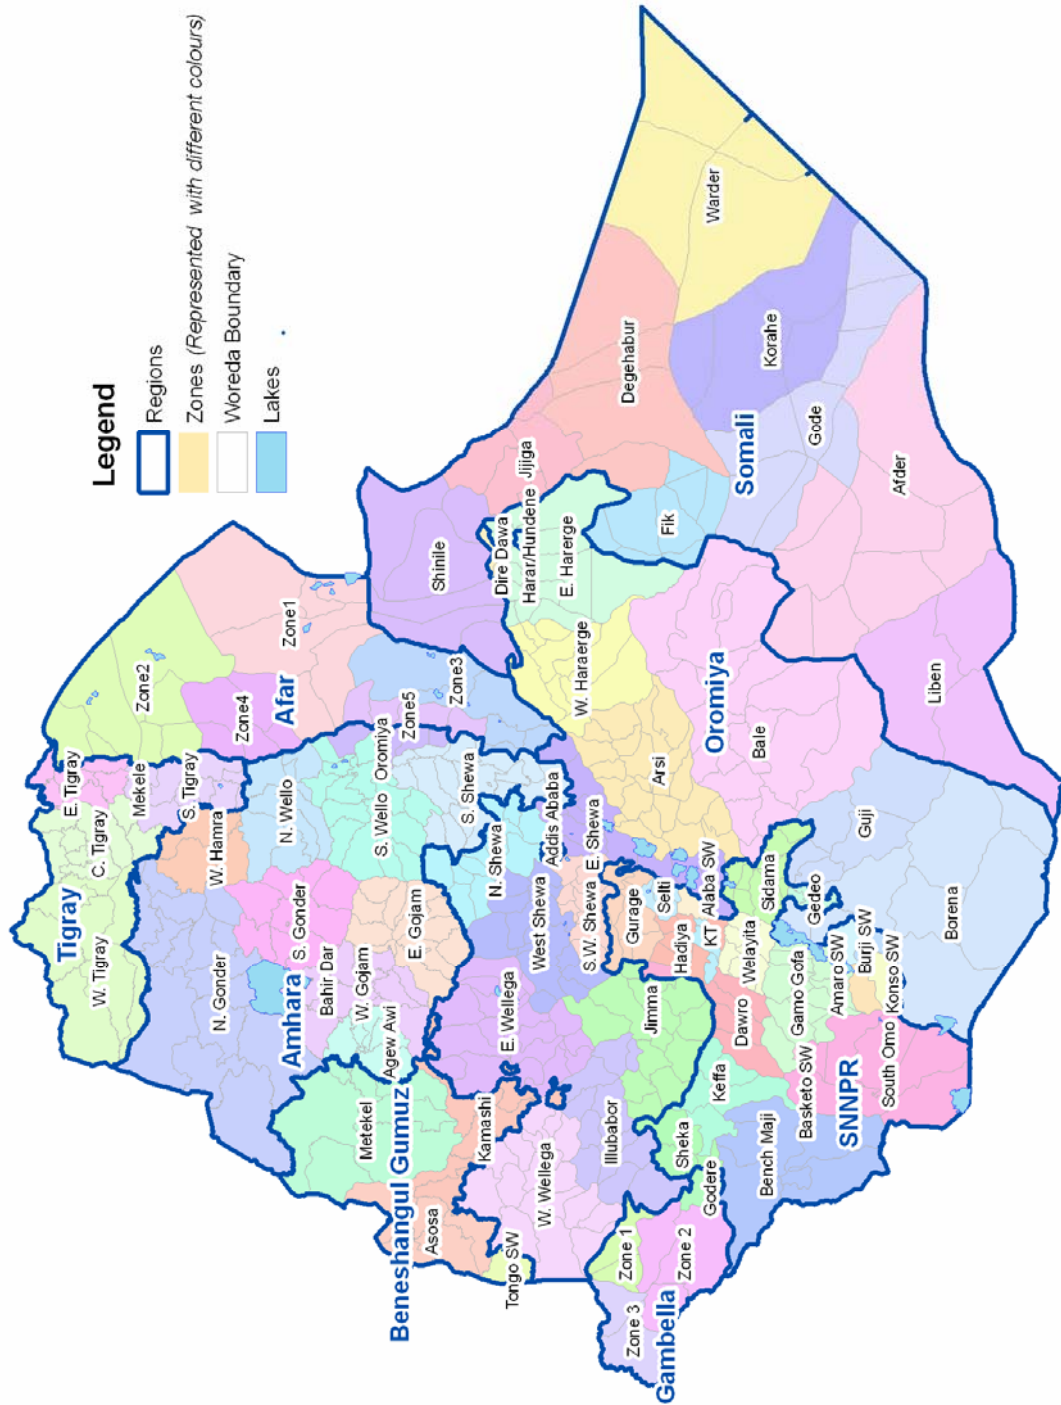 Legend
Regions
Zones (Represented with different colours)
Woreda Boundary
Lakes
Tigray
W. Tigray
C. Tigray
E. Tigray
Mekele
S. Tigray
Afar
Zone2
Zone4
Zone1
Zone5
Zone3
Amhara
N. Gonder
W. Hamra
N. Wello
S. Gonder
Bahir Dar
S. Wello
Oromiya
W. Gojam
E. Gojam
Agew Awi
S. Shewa
Beneshangul Gumuz
Metekel
Kamashi
Asosa
Tongo SW
Oromiya
W. Wellega
E. Wellega
Illubabor
Jimma
West Shewa
N. Shewa
Addis Ababa
S.W. Shewa
E. Shewa
Arsi
W. Haraerge
E. Harerge
Harar/Hundene
Dire Dawa
Bale
Guji
Borena
Somali
Shinile
Jijiga
Degehabur
Fik
Warder
Korahe
Gode
Afder
Liben
Gambella
Zone 1
Zone 2
Zone 3
Godere
SNNPR
Gurage
Selti
Hadiya
KT
Alaba SW
Welayita
Sidama
Gedeo
Dawro
Gamo Gofa
Amaro SW
Burji SW
Konso SW
Basketo SW
South Omo
Keffa
Sheka
Bench Maji